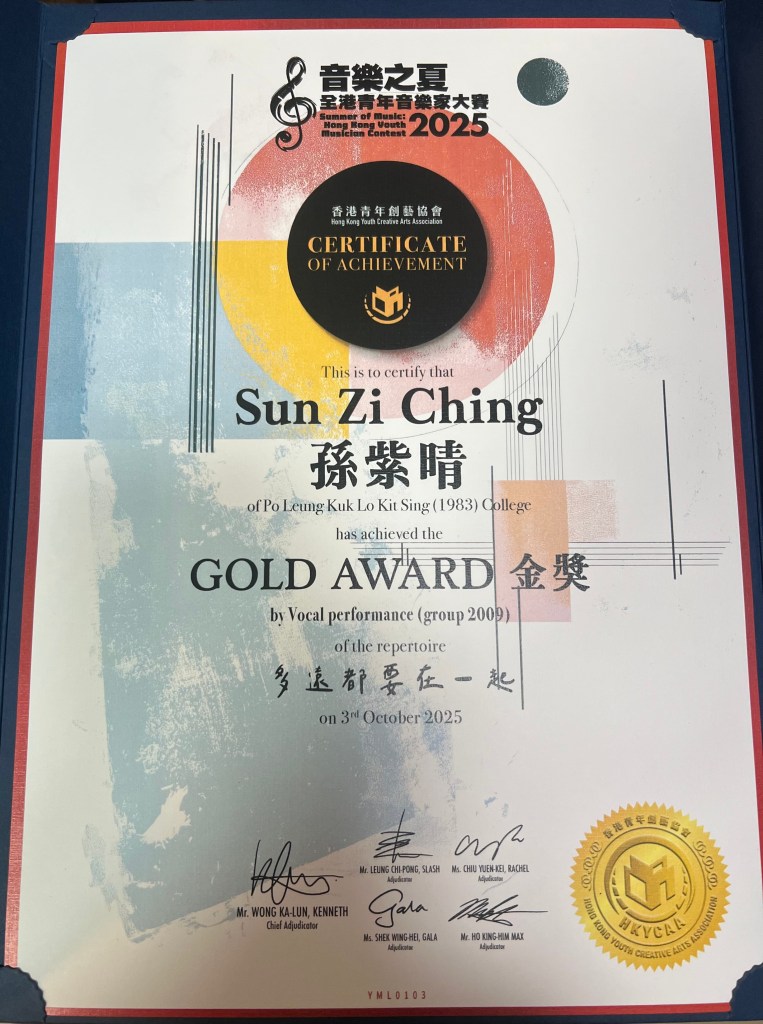 音樂之夏
全港青年音樂家大賽
Summer of Music:
Hong Kong Youth
Musician Contest 2025
香港青年創藝協會
Hong Kong Youth Creative Arts Association
CERTIFICATE
OF ACHIEVEMENT
This is to certify that
Sun Zi Ching
孫紫晴
of Po Leung Kuk Lo Kit Sing (1983) College
has achieved the
GOLD AWARD 金獎
by Vocal performance (group 2009)
of the repertoire
多遠都要在一起
on 3rd October 2025
Mr. LEUNG CHI-PONG, SLASH
Adjudicator
Ms. CHIU YUEN-KEI, RACHEL
Adjudicator
Mr. WONG KA-LUN, KENNETH
Chief Adjudicator
Gala
Ms. SHEK WING-HEI, GALA
Adjudicator
Mr. HO KING-HIM MAX
Adjudicator
香港青年創藝協會
HKYCAA
HONG KONG YOUTH CREATIVE ARTS ASSOCIATION
YML0103